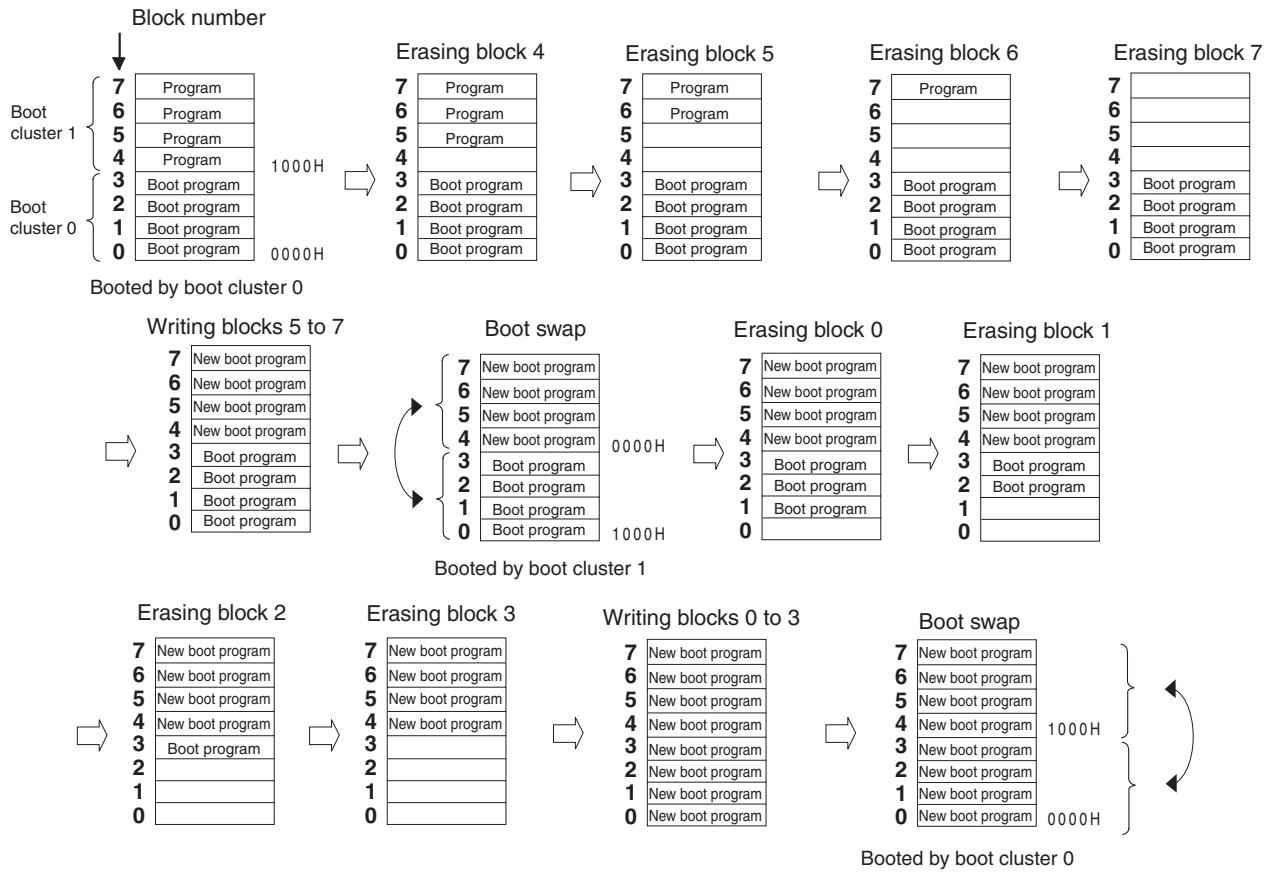 Block number
Erasing block 4
Erasing block 5
Erasing block 6
Erasing block 7
Boot
cluster 1
Boot
cluster 0
7 Program
6 Program
5 Program
4 Program
3 Boot program
2 Boot program
1 Boot program
0 Boot program
1000H
0000H
Booted by boot cluster 0
7 Program
6 Program
5 Program
4
3 Boot program
2 Boot program
1 Boot program
0 Boot program
7 Program
6 Program
5
4
3 Boot program
2 Boot program
1 Boot program
0 Boot program
7 Program
6
5
4
3 Boot program
2 Boot program
1 Boot program
0 Boot program
7
6
5
4
3 Boot program
2 Boot program
1 Boot program
0 Boot program
Writing blocks 5 to 7
7 New boot program
6 New boot program
5 New boot program
4 New boot program
3 Boot program
2 Boot program
1 Boot program
0 Boot program
Boot swap
7 New boot program
6 New boot program
5 New boot program
4 New boot program
3 Boot program
2 Boot program
1 Boot program
0 Boot program
0000H
1000H
Booted by boot cluster 1
Erasing block 0
7 New boot program
6 New boot program
5 New boot program
4 New boot program
3 Boot program
2 Boot program
1 Boot program
0
Erasing block 1
7 New boot program
6 New boot program
5 New boot program
4 New boot program
3 Boot program
2 Boot program
1
0
Erasing block 2
7 New boot program
6 New boot program
5 New boot program
4 New boot program
3 Boot program
2
1
0
Erasing block 3
7 New boot program
6 New boot program
5 New boot program
4 New boot program
3
2
1
0
Writing blocks 0 to 3
7 New boot program
6 New boot program
5 New boot program
4 New boot program
3 New boot program
2 New boot program
1 New boot program
0 New boot program
Boot swap
7 New boot program
6 New boot program
5 New boot program
4 New boot program
3 New boot program
2 New boot program
1 New boot program
0 New boot program
1000H
0000H
Booted by boot cluster 0